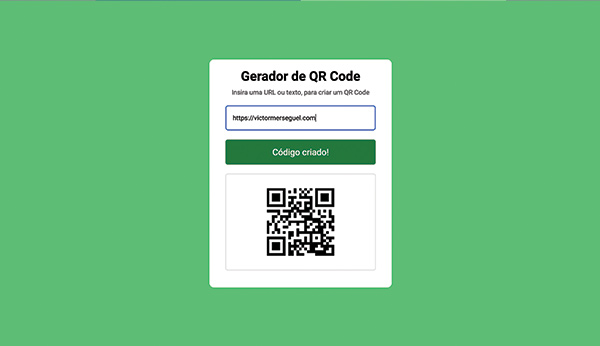 Gerador de QR Code
Insira uma URL ou texto, para criar um QR Code
https://victormerseguel.com
Código criado!